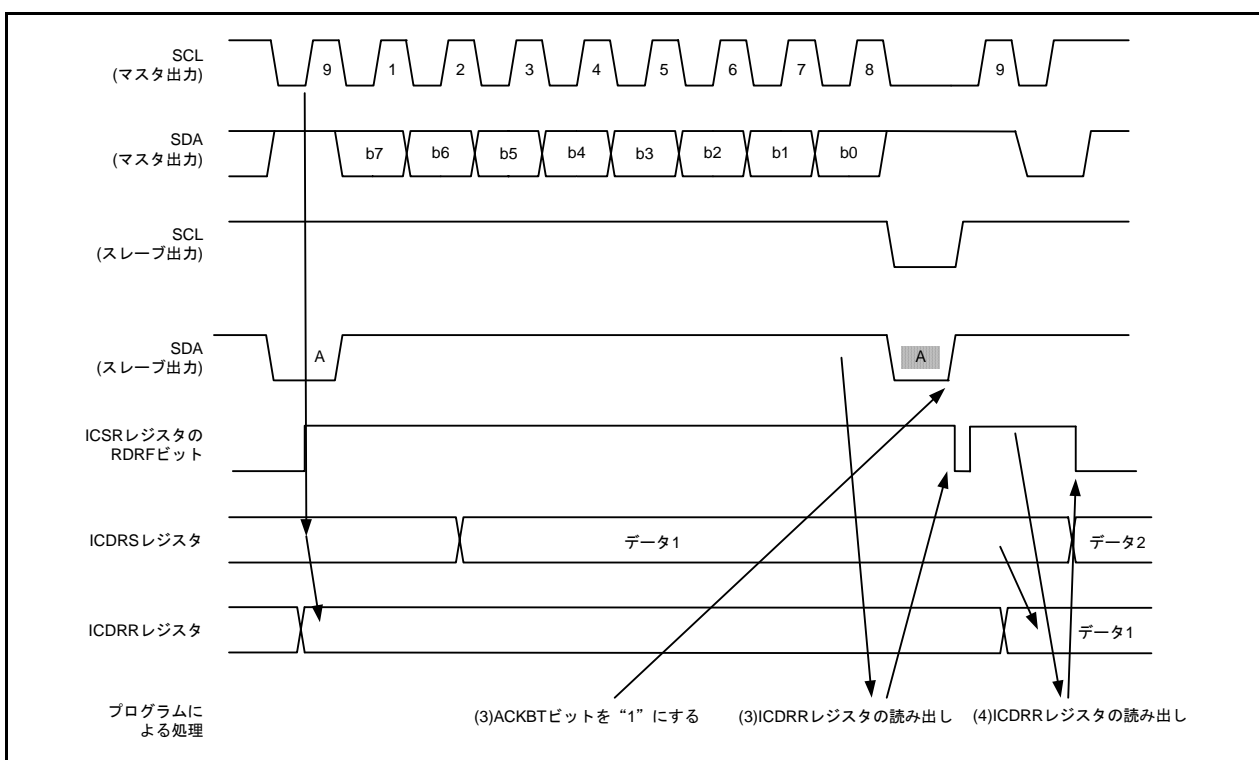 SCL
(マスタ出力)
9 1 2 3 4 5 6 7 8 9
SDA
(マスタ出力)
b7 b6 b5 b4 b3 b2 b1 b0
SCL
(スレーブ出力)
SDA
(スレーブ出力)
A A
ICSRレジスタの
RDRFビット
ICDRSレジスタ
データ1 データ2
ICDRRレジスタ
データ1
プログラムに
よる処理
(3)ACKBTビットを“1”にする (3)ICDRRレジスタの読み出し (4)ICDRRレジスタの読み出し